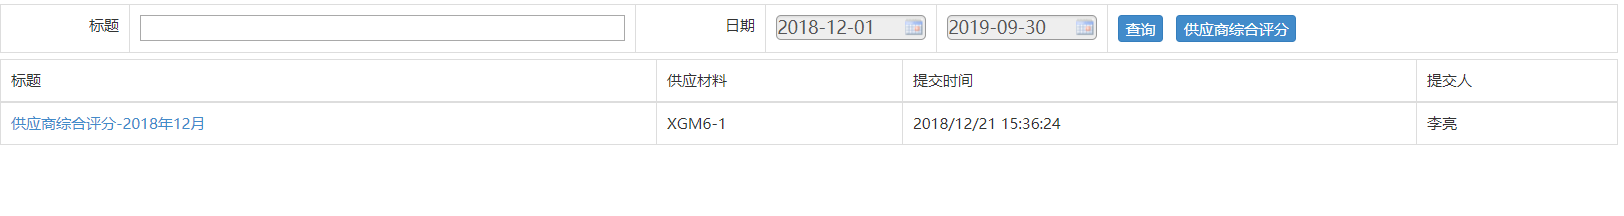 标题 日期 2018-12-01 2019-09-30 查询 供应商综合评分
标题 供应材料 提交时间 提交人
供应商综合评分-2018年12月 XGM6-1 2018/12/21 15:36:24 李亮